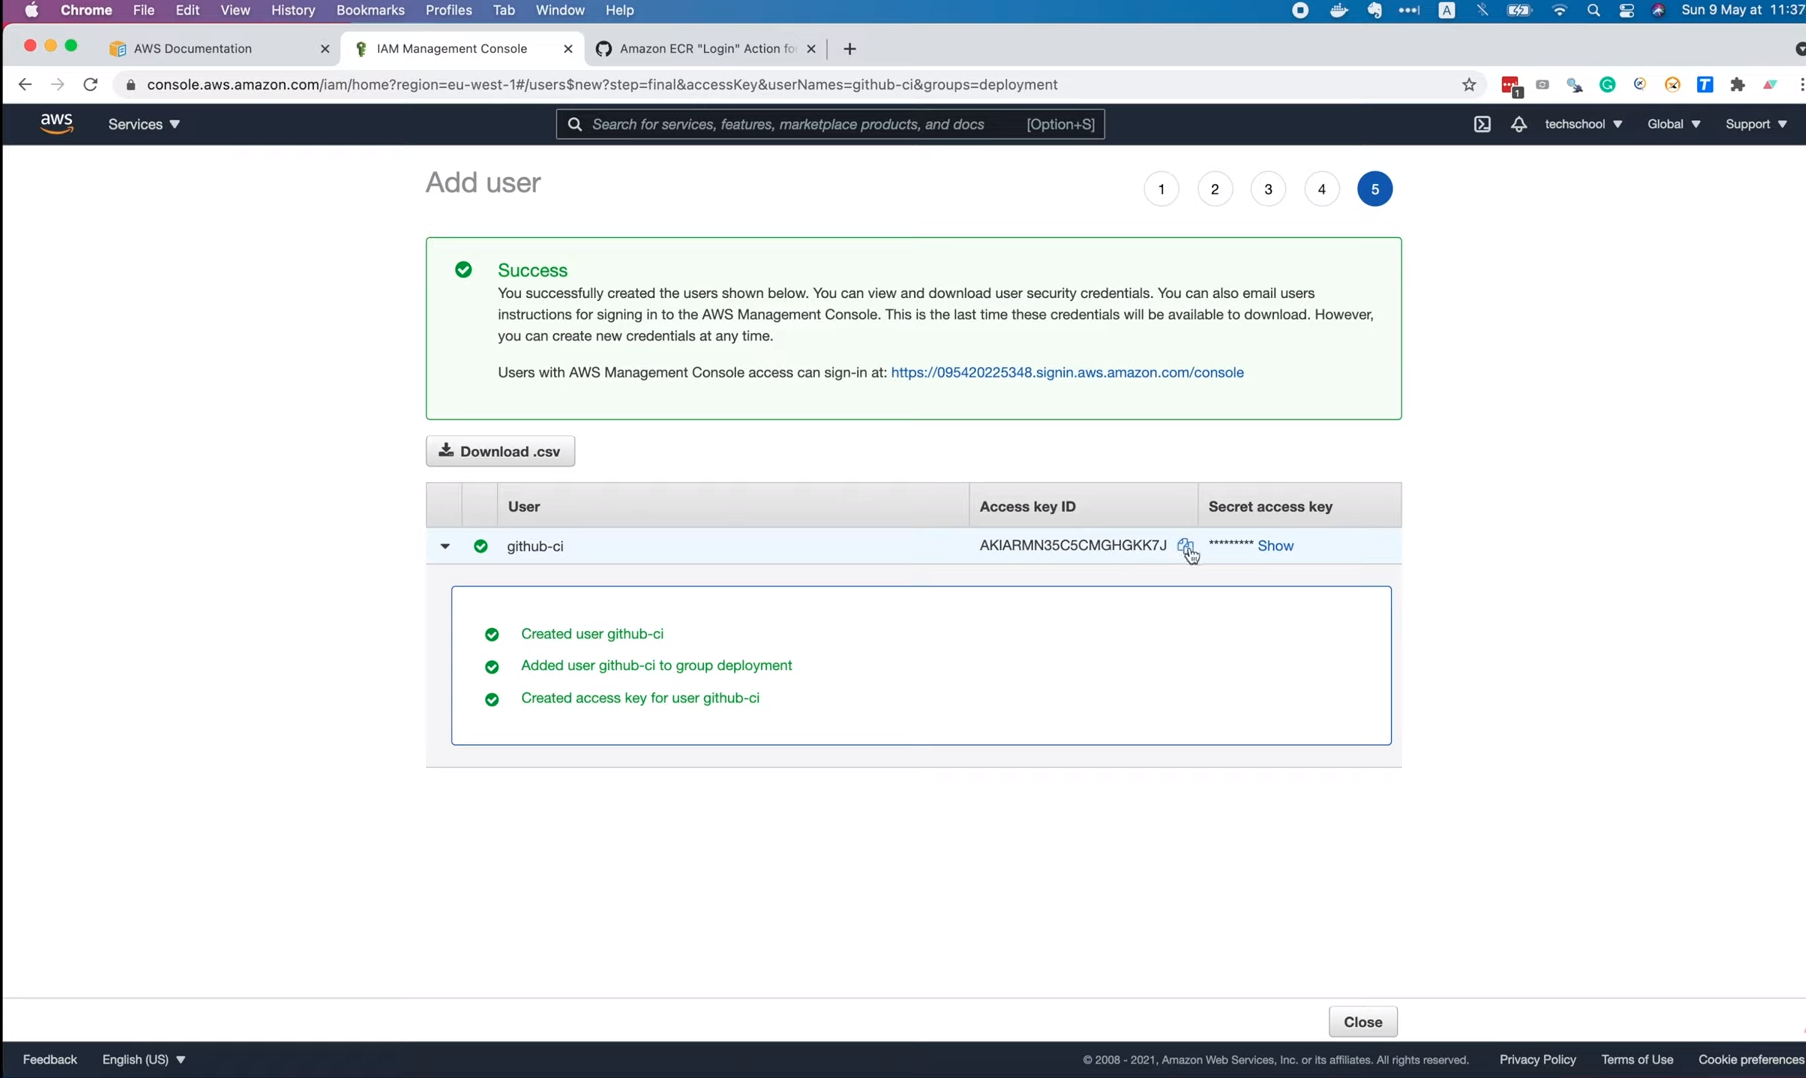 Chrome File Edit View History Bookmarks Profiles Tab Window Help A Sun 9 May at 11:37
AWS Documentation IAM Management Console Amazon ECR "Login" Action fo
console.aws.amazon.com/iam/home?region=eu-west-1#/users$new?step=final&accessKey&userNames=github-ci&groups=deployment 1 T
aws Services Search for services, features, marketplace products, and docs [Option+S] techschool Global Support
Add user 1 2 3 4 5
Success
You successfully created the users shown below. You can view and download user security credentials. You can also email users
instructions for signing in to the AWS Management Console. This is the last time these credentials will be available to download. However,
you can create new credentials at any time.
Users with AWS Management Console access can sign-in at: https://095420225348.signin.aws.amazon.com/console
Download .csv
User Access key ID Secret access key
github-ci AKIARMN35C5CMGHGKK7J ********* Show
Created user github-ci
Added user github-ci to group deployment
Created access key for user github-ci
Close
Feedback English (US) © 2008 - 2021, Amazon Web Services, Inc. or its affiliates. All rights reserved. Privacy Policy Terms of Use Cookie preferences